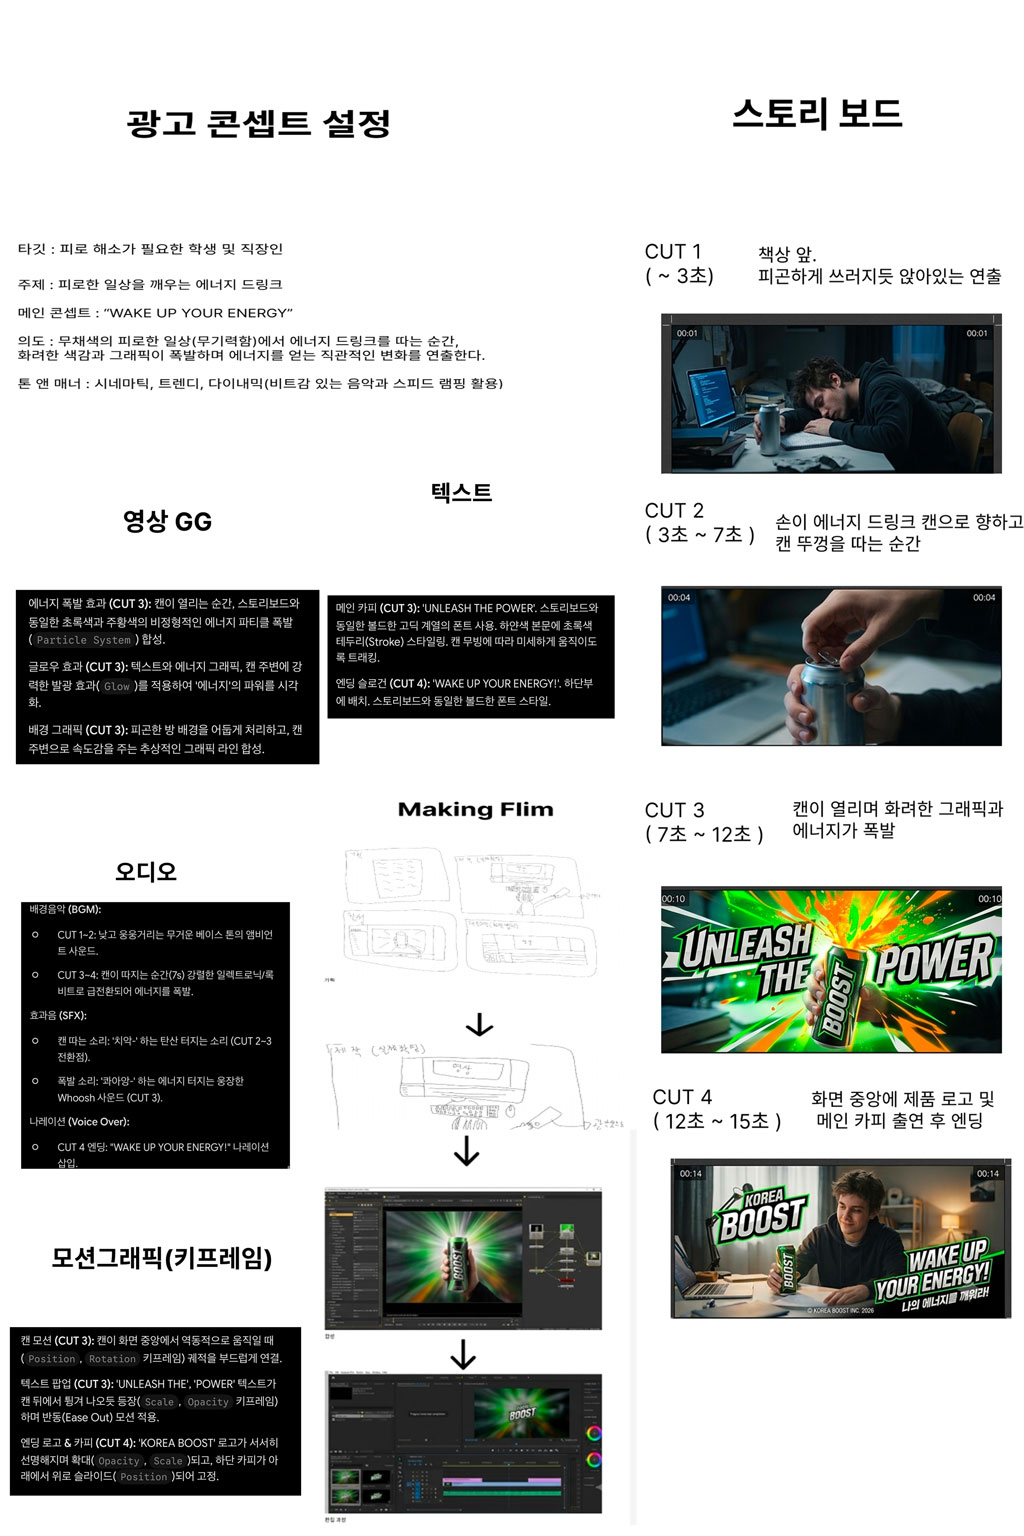 광고 콘셉트 설정
타깃 : 피로 해소가 필요한 학생 및 직장인
주제 : 피로한 일상을 깨우는 에너지 드링크
메인 콘셉트 : “WAKE UP YOUR ENERGY”
의도 : 무채색의 피로한 일상(무기력함)에서 에너지 드링크를 따는 순간,
화려한 색감과 그래픽이 폭발하며 에너지를 얻는 직관적인 변화를 연출한다.
톤 앤 매너 : 시네마틱, 트렌디, 다이내믹(비트감 있는 음악과 스피드 램핑 활용)
영상 GG
에너지 폭발 효과 (CUT 3): 캔이 열리는 순간, 스토리보드와
동일한 초록색과 주황색의 비정형적인 에너지 파티클 폭발
( Particle System ) 합성.
글로우 효과 (CUT 3): 텍스트와 에너지 그래픽, 캔 주변에 강
력한 발광 효과( Glow )를 적용하여 '에너지'의 파워를 시각
화.
배경 그래픽 (CUT 3): 피곤한 방 배경을 어둡게 처리하고, 캔
주변으로 속도감을 주는 추상적인 그래픽 라인 합성.
텍스트
메인 카피 (CUT 3): 'UNLEASH THE POWER'. 스토리보드와
동일한 볼드한 고딕 계열의 폰트 사용. 하얀색 본문에 초록색
테두리(Stroke) 스타일링. 캔 무빙에 따라 미세하게 움직이도
록 트래킹.
엔딩 슬로건 (CUT 4): 'WAKE UP YOUR ENERGY!'. 하단부
에 배치. 스토리보드와 동일한 볼드한 폰트 스타일.
오디오
배경음악 (BGM):
CUT 1~2: 낮고 웅웅거리는 무거운 베이스 톤의 앰비언
트 사운드.
CUT 3~4: 캔이 따지는 순간(7s) 강렬한 일렉트로닉/록
비트로 급전환되어 에너지를 폭발.
효과음 (SFX):
캔 따는 소리: '치익-' 하는 탄산 터지는 소리 (CUT 2~3
전환점).
폭발 소리: '콰아앙-' 하는 에너지 터지는 웅장한
Whoosh 사운드 (CUT 3).
나레이션 (Voice Over):
CUT 4 엔딩: "WAKE UP YOUR ENERGY!" 나레이션
삽입.
모션그래픽(키프레임)
캔 모션 (CUT 3): 캔이 화면 중앙에서 역동적으로 움직일 때
( Position , Rotation 키프레임) 궤적을 부드럽게 연결.
텍스트 팝업 (CUT 3): 'UNLEASH THE', 'POWER' 텍스트가
캔 뒤에서 튕겨 나오듯 등장( Scale , Opacity 키프레임)
하며 반동(Ease Out) 모션 적용.
엔딩 로고 & 카피 (CUT 4): 'KOREA BOOST' 로고가 서서히
선명해지며 확대( Opacity , Scale )되고, 하단 카피가 아
래에서 위로 슬라이드( Position )되어 고정.
Making Flim
기획
제작
영상
합성
편집 과정
BOOST
BOOST
스토리 보드
CUT 1
( ~ 3초)
책상 앞.
피곤하게 쓰러지듯 앉아있는 연출
00:01
00:01
CUT 2
( 3초 ~ 7초 )
손이 에너지 드링크 캔으로 향하고
캔 뚜껑을 따는 순간
00:04
00:04
CUT 3
( 7초 ~ 12초 )
캔이 열리며 화려한 그래픽과
에너지가 폭발
00:10
00:10
UNLEASH
THE
POWER
BOOST
CUT 4
( 12초 ~ 15초 )
화면 중앙에 제품 로고 및
메인 카피 출연 후 엔딩
00:14
00:14
KOREA
BOOST
BOOST
WAKE UP
YOUR ENERGY!
나의 에너지를 깨워라!
© KOREA BOOST INC. 2026